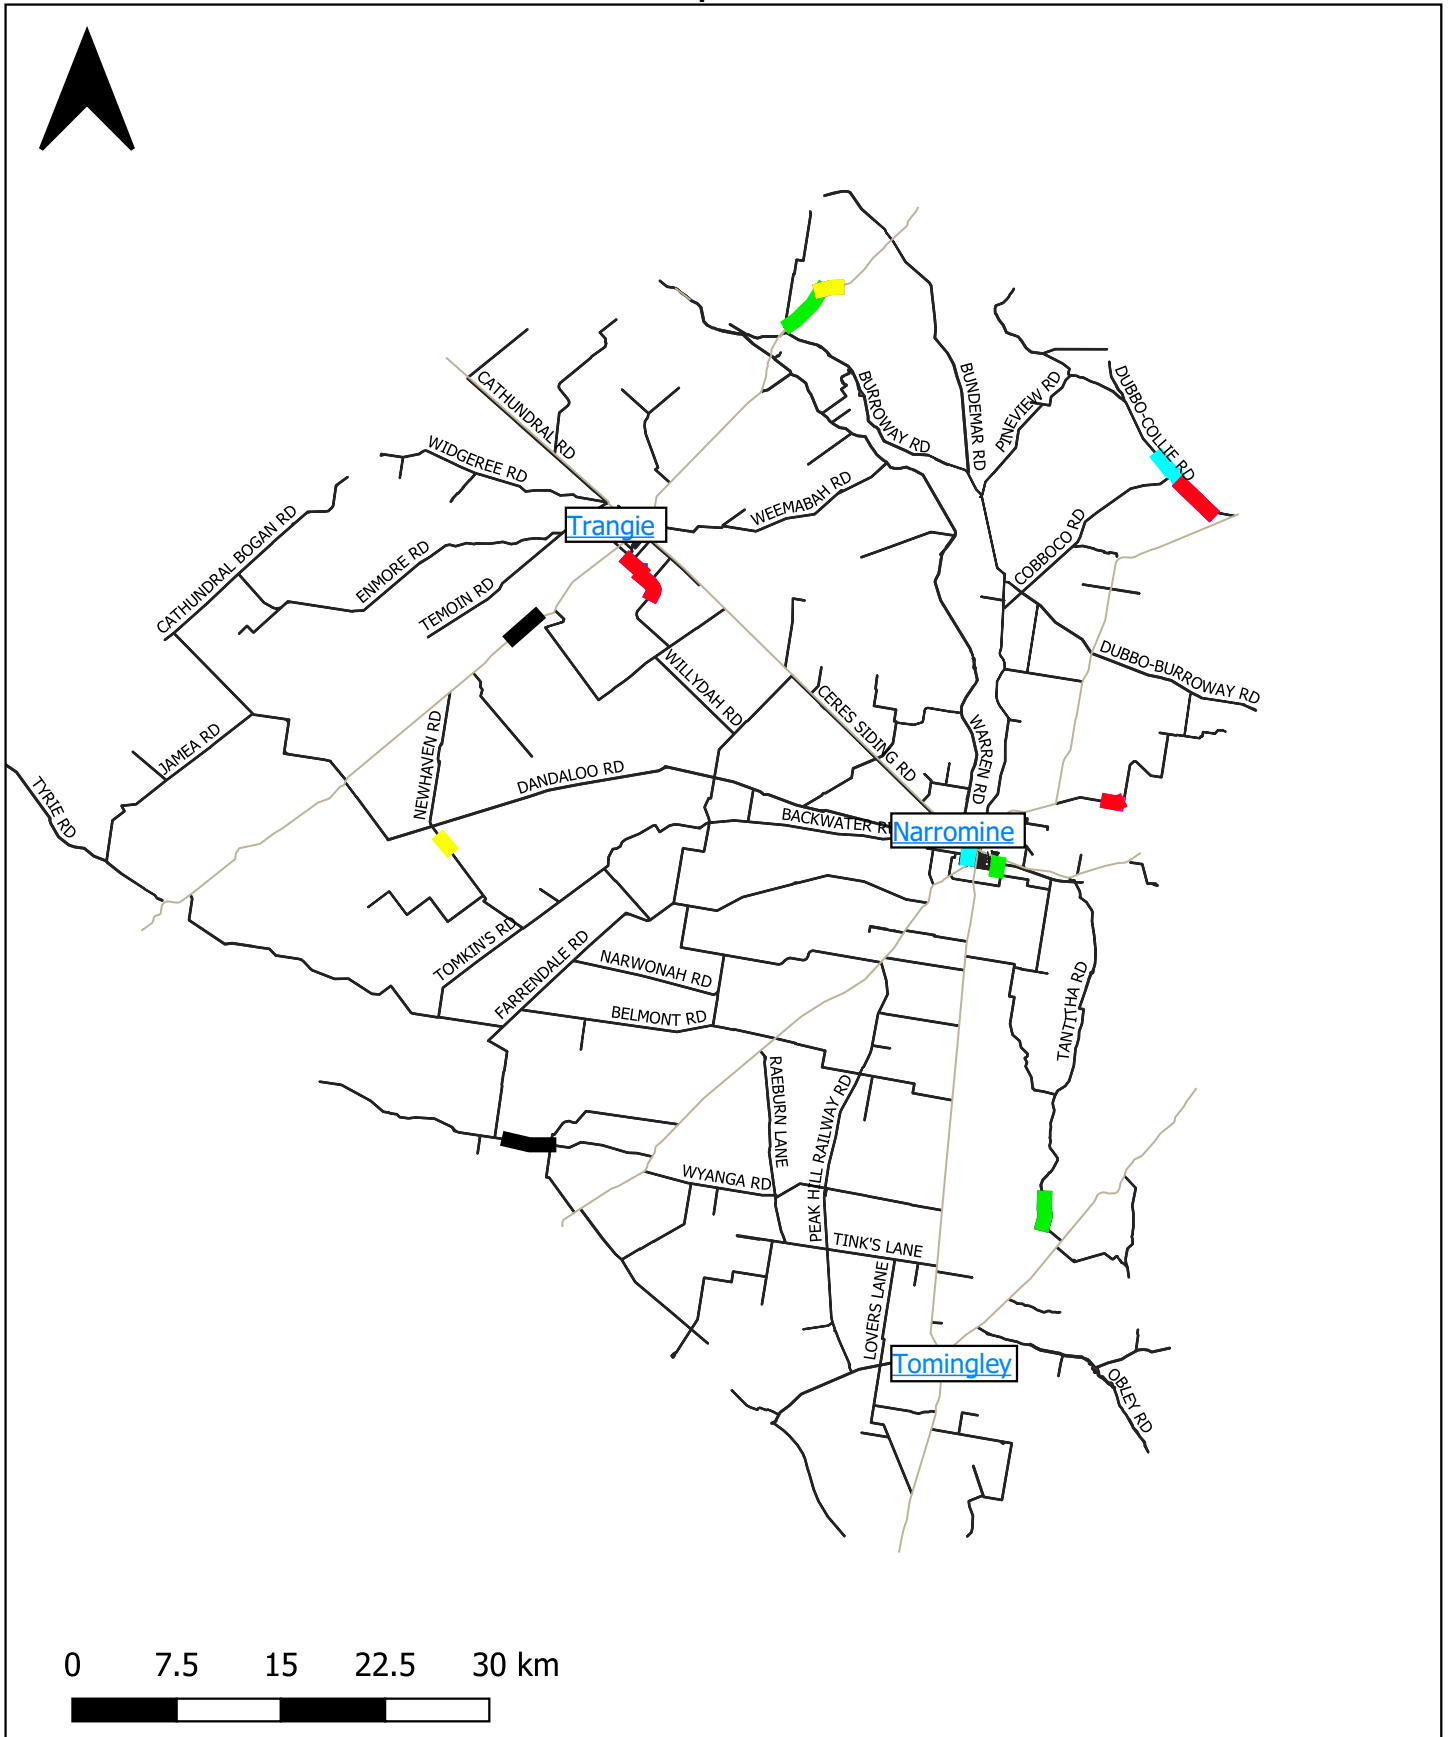 CATHUNDRAL RD
BURROWAY RD
BUNDEMAR RD
PINEVIEW RD
DUBBO-COLLIE RD
WIDGEREE RD
WEEMABAH RD
CATHUNDRAL BOGAN RD
Trangie
ENMORE RD
TEMOIN RD
COBBOCO RD
DUBBO-BURROWAY RD
WILLYDAH RD
CERES SIDING RD
WARREN RD
JAMEA RD
NEWHAVEN RD
DANDALOO RD
TYRIE RD
BACKWATER R
Narromine
TOMKIN'S RD
FARRENDALE RD
NARWONAH RD
BELMONT RD
TANTITHA RD
RAEBURN LANE
PEAK HILL RAILWAY RD
WYANGA RD
TINK'S LANE
LOVERS LANE
Tomingley
OBLEY RD
0 7.5 15 22.5 30 km